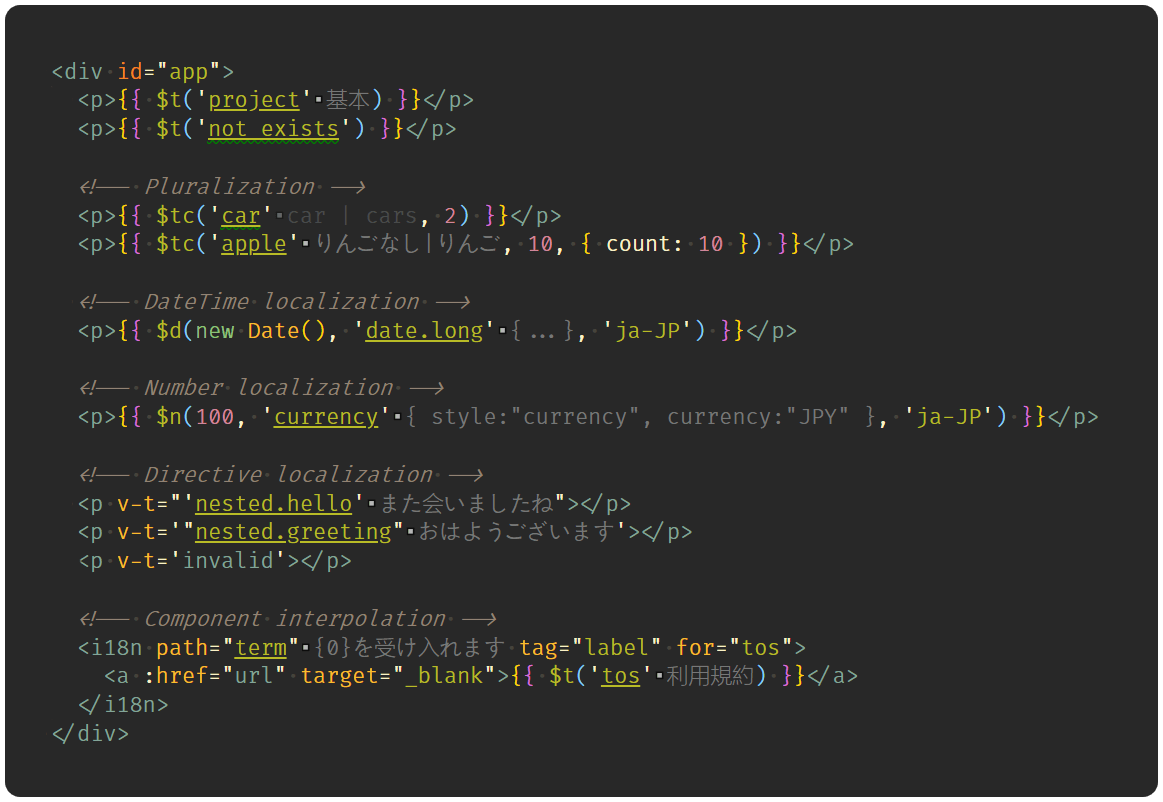 <div id="app">
<p>{{ $t('project' 基本) }}</p>
<p>{{ $t('not_exists') }}</p>
<!-- Pluralization -->
<p>{{ $tc('car' car | cars, 2) }}</p>
<p>{{ $tc('apple' りんごなし|りんご, 10, { count: 10 }) }}</p>
<!-- DateTime localization -->
<p>{{ $d(new Date(), 'date.long' { ... }, 'ja-JP') }}</p>
<!-- Number localization -->
<p>{{ $n(100, 'currency' { style:"currency", currency:"JPY" }, 'ja-JP') }}</p>
<!-- Directive localization -->
<p v-t="'nested.hello' また会いましたね"></p>
<p v-t='"nested.greeting" おはようございます'></p>
<p v-t='invalid'></p>
<!-- Component interpolation -->
<i18n path="term" {0}を受け入れます tag="label" for="tos">
<a :href="url" target="_blank">{{ $t('tos' 利用規約) }}</a>
</i18n>
</div>